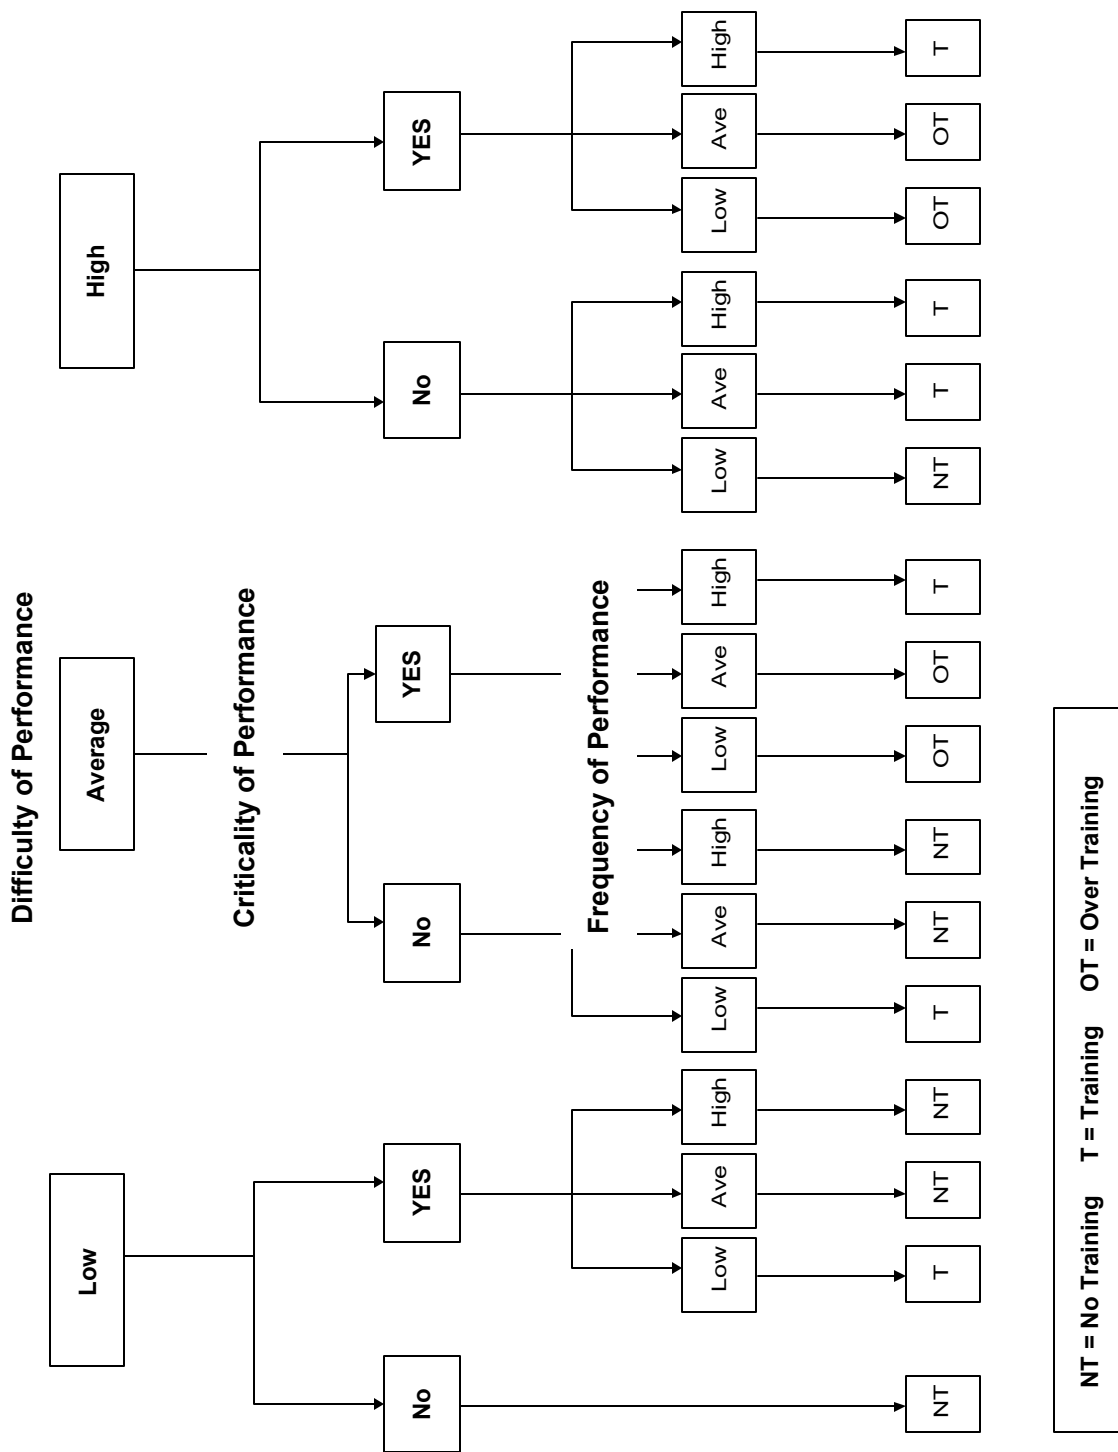 Difficulty of Performance
Low Average High
Criticality of Performance
No YES No YES No YES
Frequency of Performance
Low Ave High Low Ave High Low Ave High Low Ave High Low Ave High
NT T NT NT T NT NT OT OT T NT T T OT OT T
NT = No Training T = Training OT = Over Training